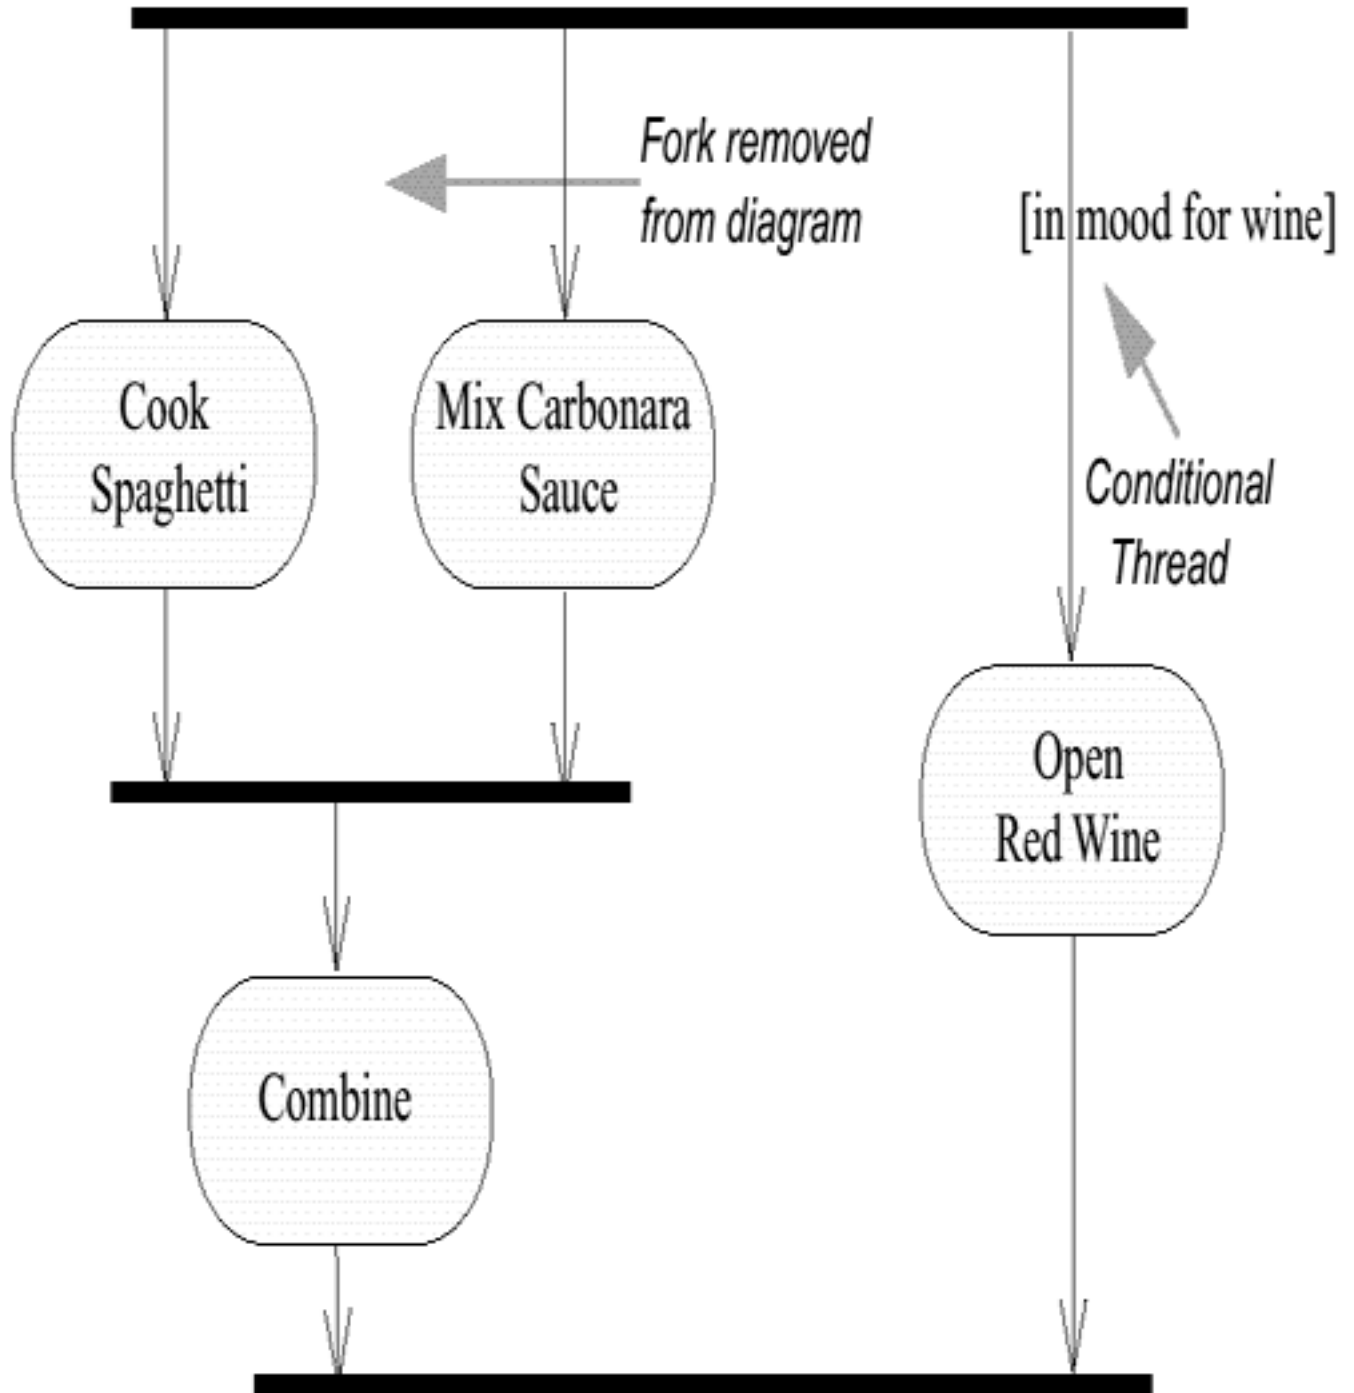 Fork removed
from diagram
[in mood for wine]
Cook
Spaghetti
Mix Carbonara
Sauce
Conditional
Thread
Open
Red Wine
Combine